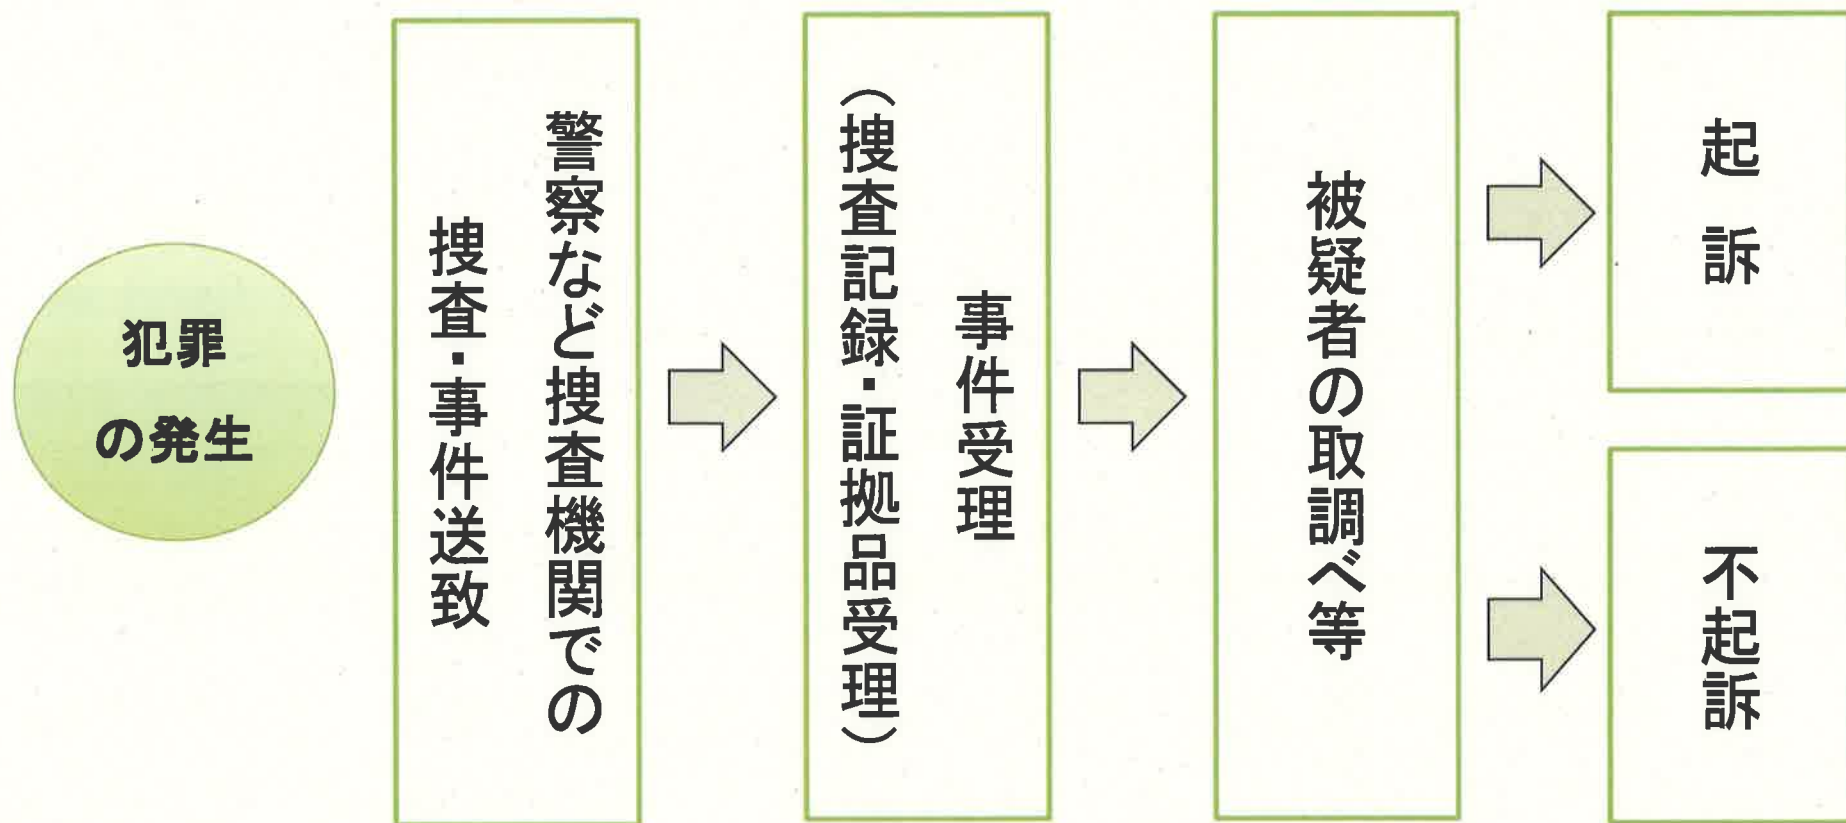 犯罪
の発生
警察など捜査機関での
捜査・事件送致
事件受理
（捜査記録・証拠品受理）
被疑者の取調べ等
起訴
不起訴